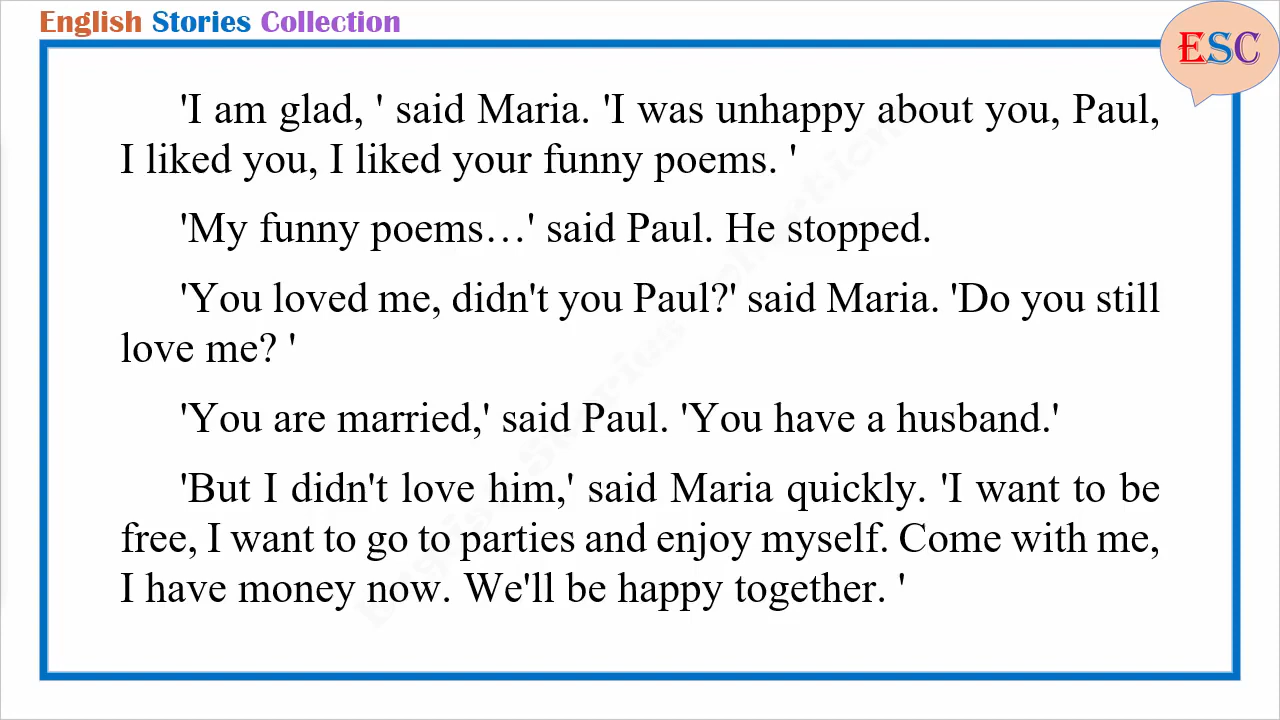 English Stories Collection
ESC
'I am glad, ' said Maria. 'I was unhappy about you, Paul,
I liked you, I liked your funny poems. '
'My funny poems…' said Paul. He stopped.
'You loved me, didn't you Paul?' said Maria. 'Do you still
love me? '
'You are married,' said Paul. 'You have a husband.'
'But I didn't love him,' said Maria quickly. 'I want to be
free, I want to go to parties and enjoy myself. Come with me,
I have money now. We'll be happy together. '
English Stories Collection